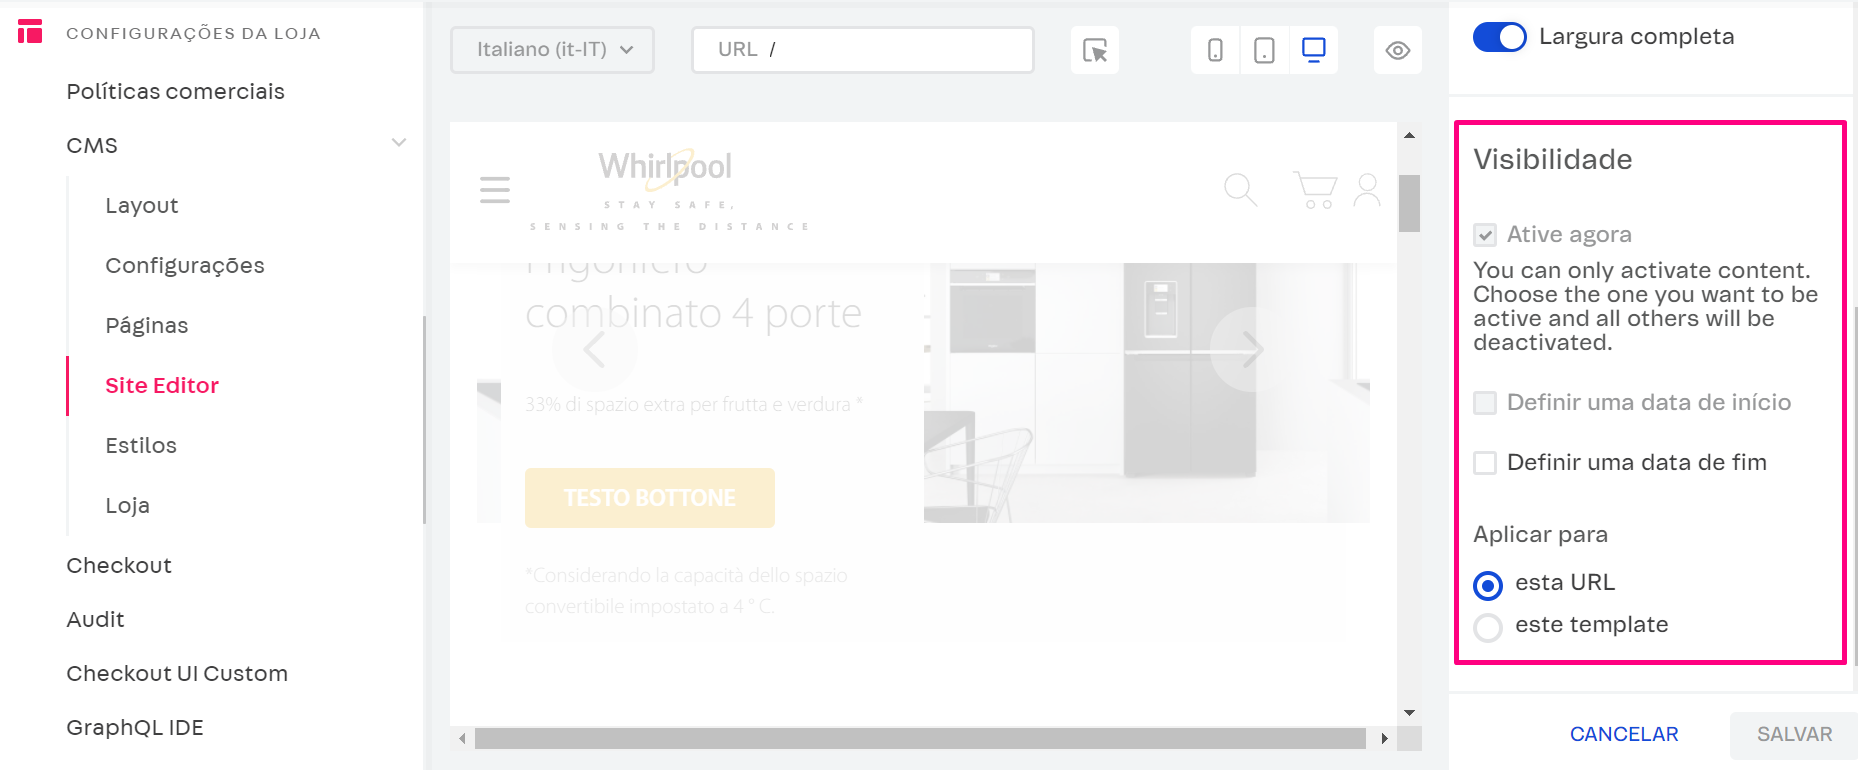 CONFIGURAÇÕES DA LOJA
Políticas comerciais
CMS
Layout
Configurações
Páginas
Site Editor
Estilos
Loja
Checkout
Audit
Checkout UI Custom
GraphQL IDE
Italiano (it-IT)
URL /
Whirlpool
STAY SAFE,
SENSING THE DISTANCE
Frigorifero
combinato 4 porte
33% di spazio extra per frutta e verdura *
TESTO BOTTONE
*Considerando la capacità dello spazio
convertibile impostato a 4 ° C.
Largura completa
Visibilidade
Ative agora
You can only activate content.
Choose the one you want to be
active and all others will be
deactivated.
Definir uma data de início
Definir uma data de fim
Aplicar para
esta URL
este template
CANCELAR
SALVAR